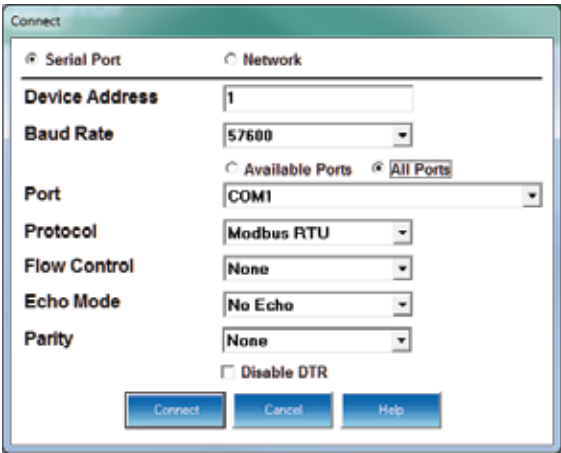 Connect
Serial Port Network
Device Address 1
Baud Rate 57600
Available Ports All Ports
Port COM1
Protocol Modbus RTU
Flow Control None
Echo Mode No Echo
Parity None
Disable DTR
Connect Cancel Help